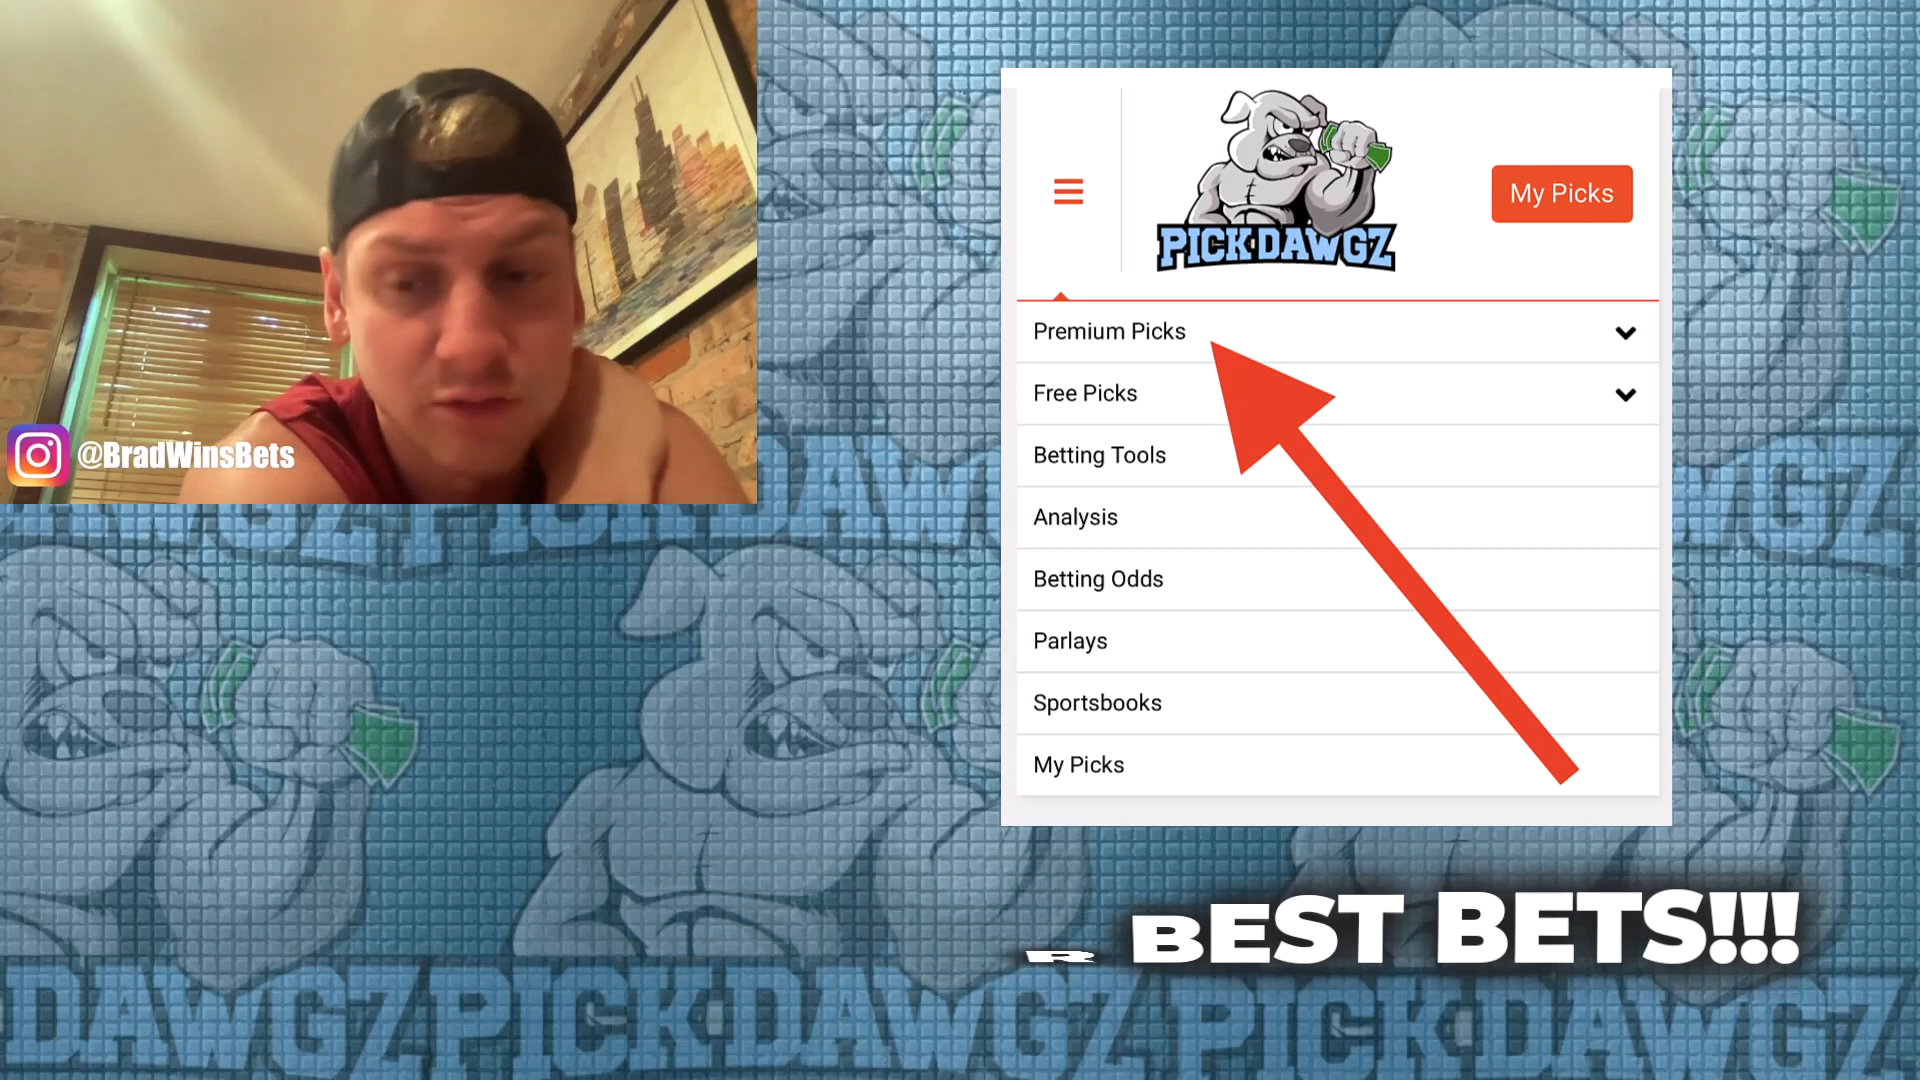 @BradWinsBets
My Picks
PICKDAWGZ
Premium Picks
Free Picks
Betting Tools
Analysis
Betting Odds
Parlays
Sportsbooks
My Picks
BEST BETS!!!
DAWGZ PICKDAWGZ PICKDAWGZ